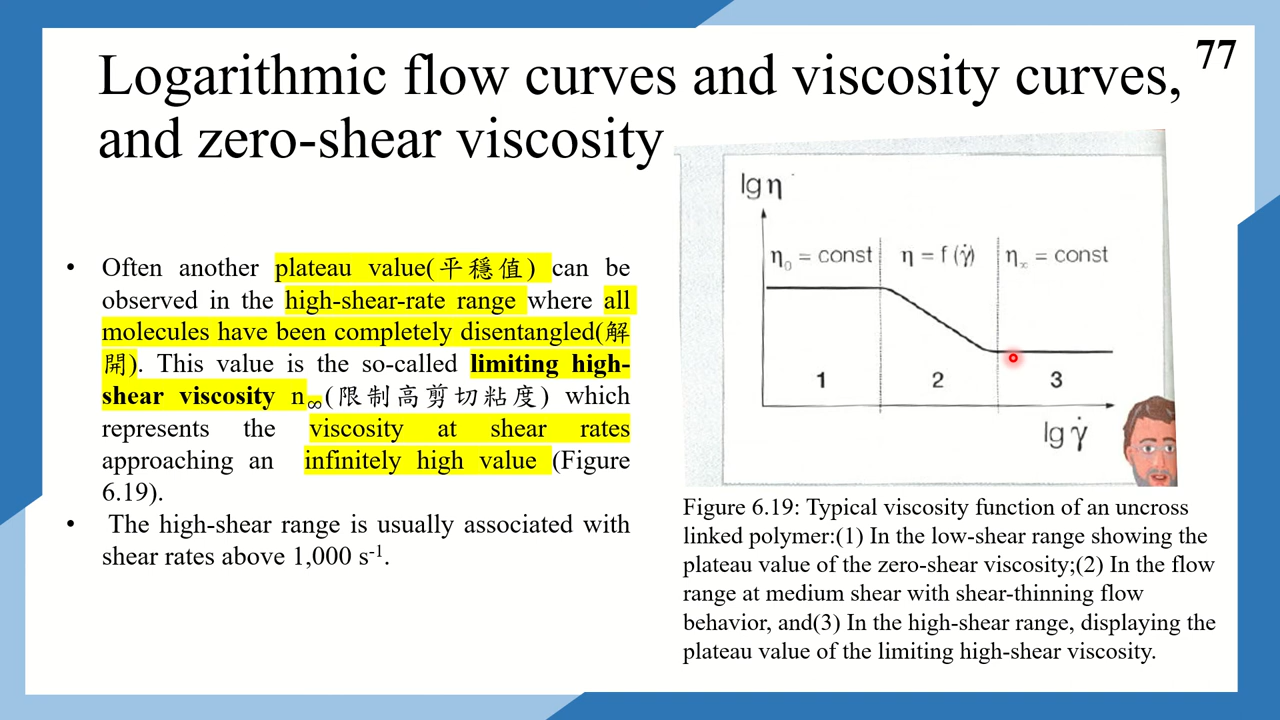 77
Logarithmic flow curves and viscosity curves,
and zero-shear viscosity
• Often another plateau value(平穩值) can be
observed in the high-shear-rate range where all
molecules have been completely disentangled(解
開). This value is the so-called limiting high-
shear viscosity n∞(限制高剪切粘度) which
represents the viscosity at shear rates
approaching an infinitely high value (Figure
6.19).
• The high-shear range is usually associated with
shear rates above 1,000 s-1.
lg η
η0 = const
η = f (γ̇)
η∞ = const
1
2
3
lg γ̇
Figure 6.19: Typical viscosity function of an uncross
linked polymer:(1) In the low-shear range showing the
plateau value of the zero-shear viscosity;(2) In the flow
range at medium shear with shear-thinning flow
behavior, and(3) In the high-shear range, displaying the
plateau value of the limiting high-shear viscosity.